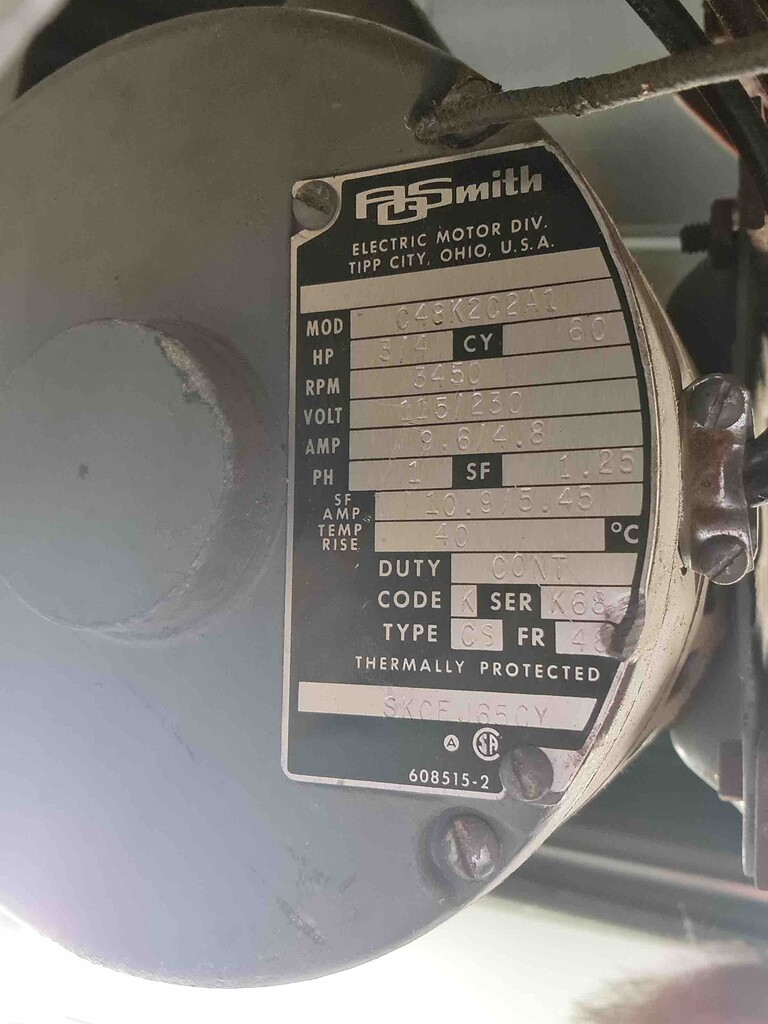 AOSmith
ELECTRIC MOTOR DIV.
TIPP CITY, OHIO, U.S.A.
MOD C48K2C2A1
HP 3/4 CY 60
RPM 3450
VOLT 115/230
AMP 9.6/4.8
PH 1 SF 1.25
SF AMP 10.9/5.45
TEMP RISE 40 °C
DUTY CONT
CODE K SER K68
TYPE CS FR 48
THERMALLY PROTECTED
A SA
608515-2